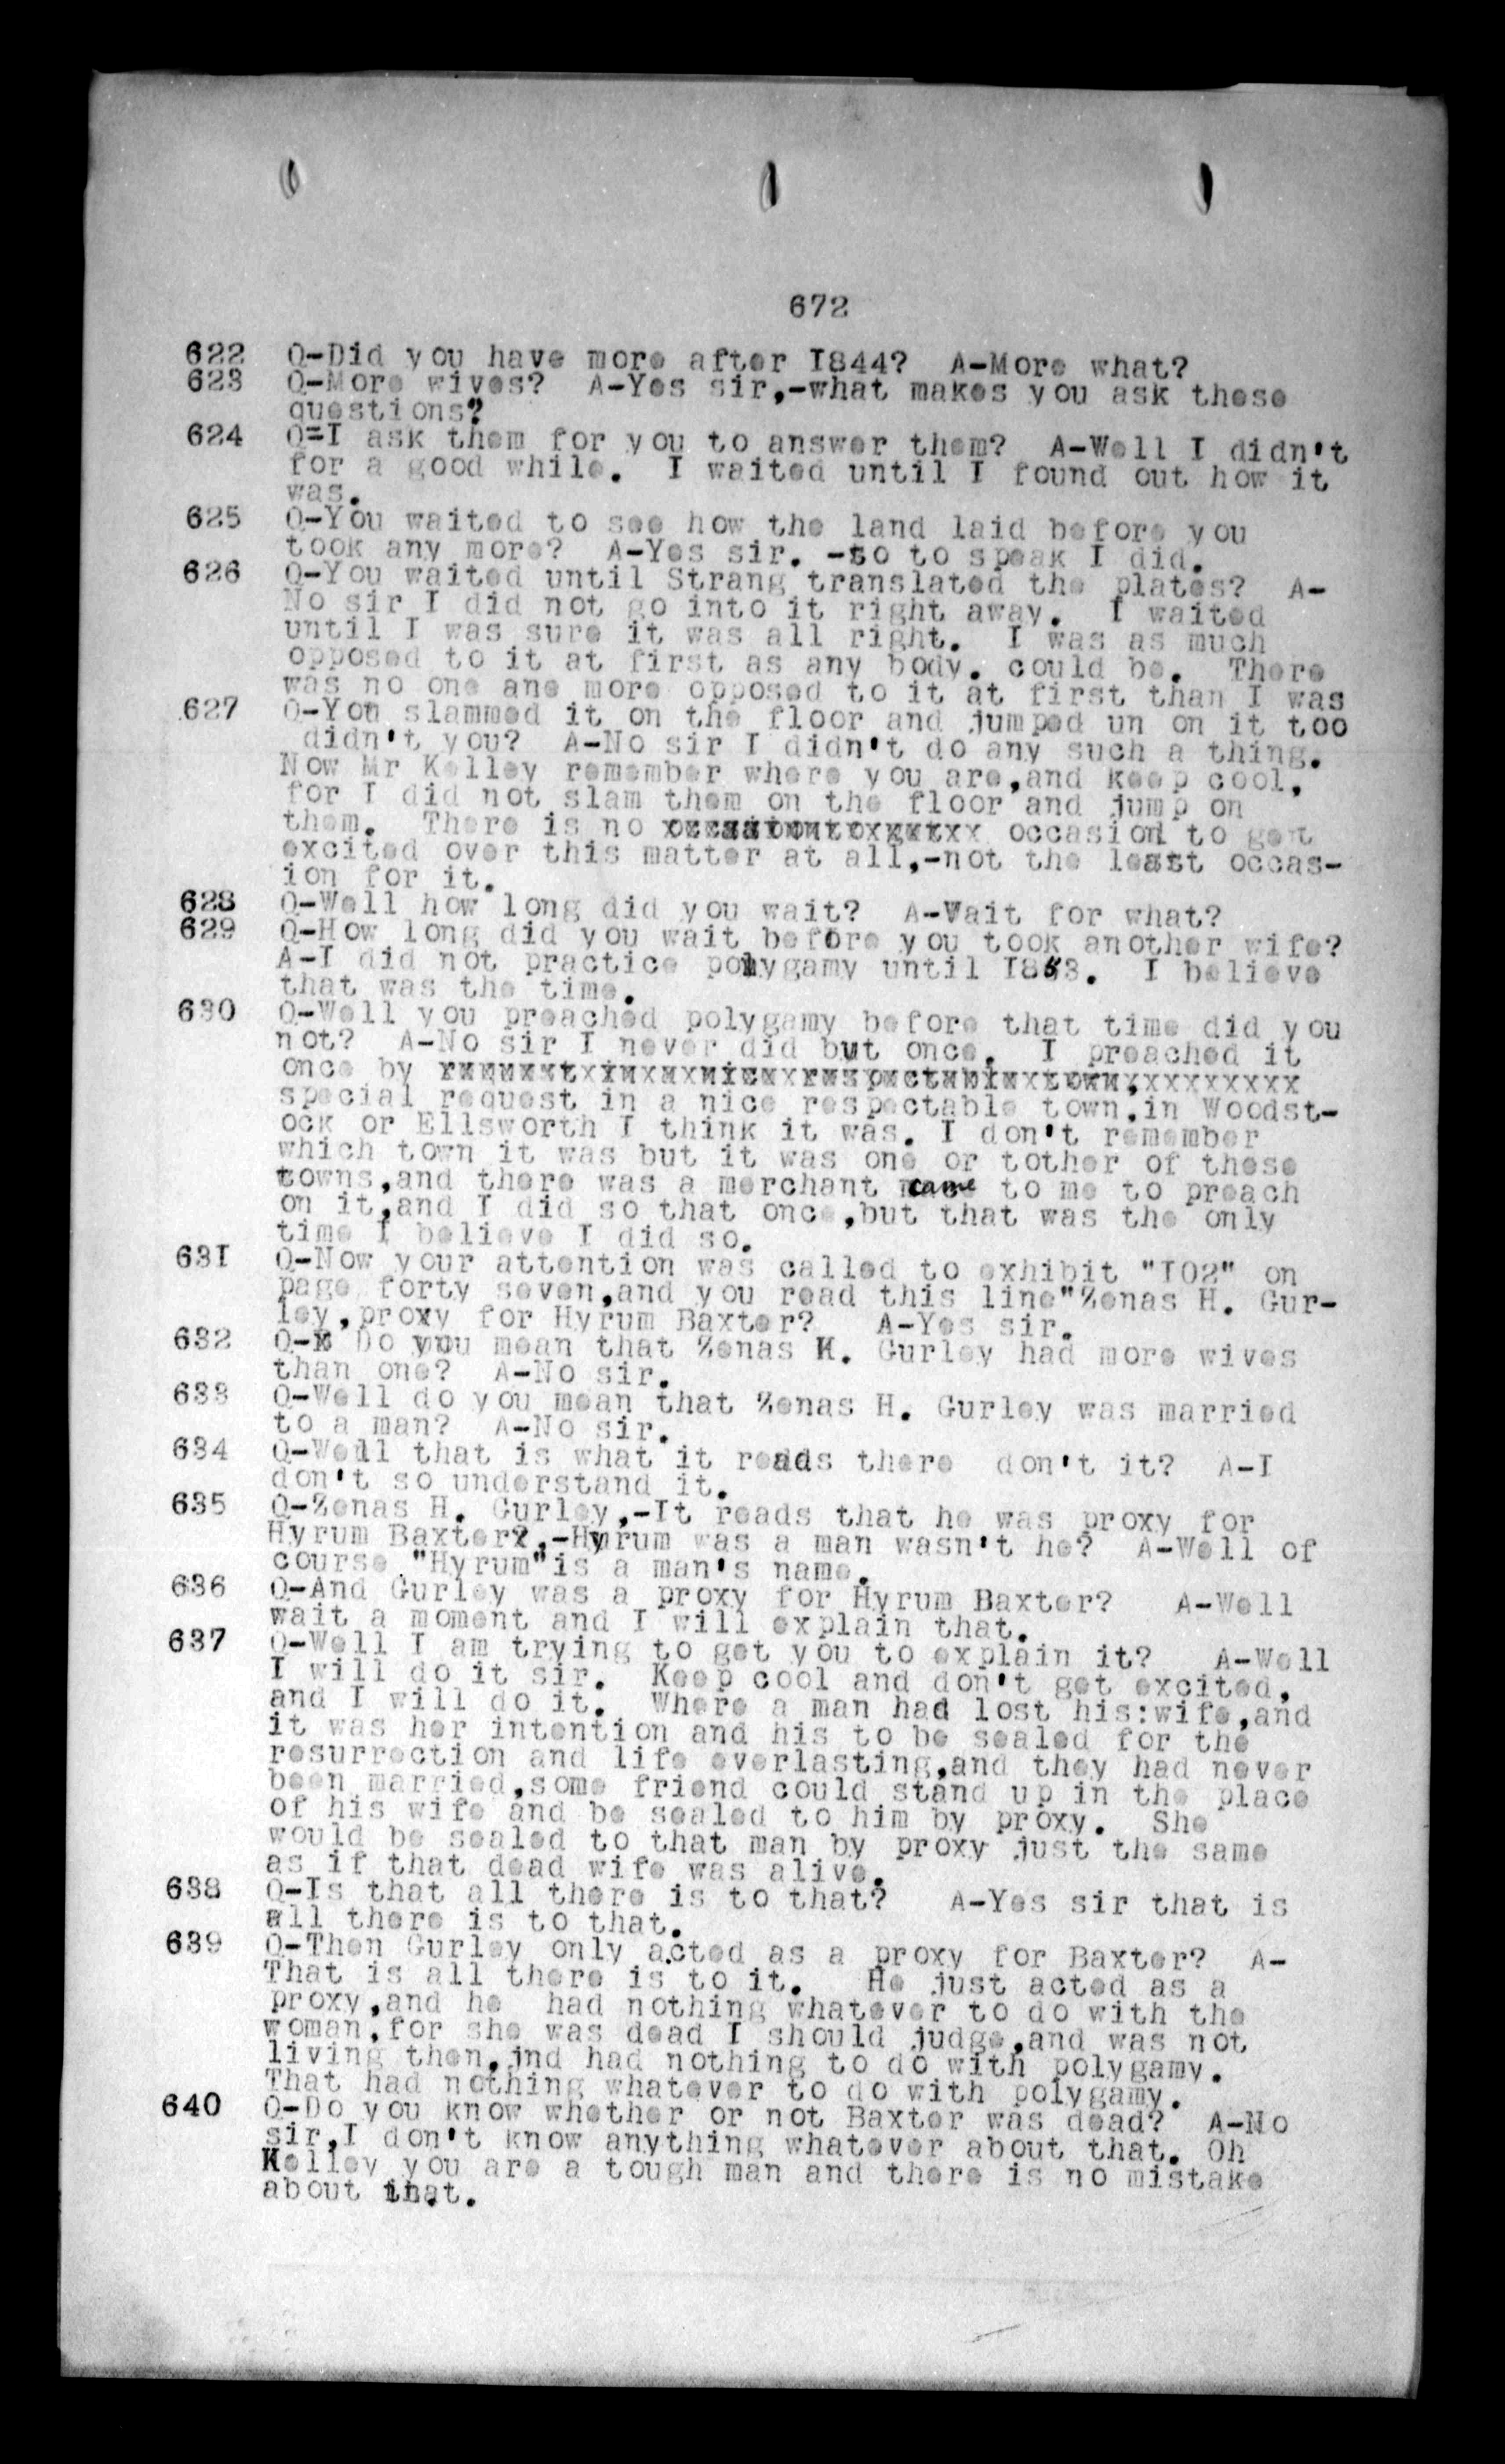 672
622 Q-Did you have more after I844? A-More what?
623 Q-More wives? A-Yes sir,-what makes you ask these
questions?
624 Q=I ask them for you to answer them? A-Well I didn't
for a good while. I waited until I found out how it
was.
625 Q-You waited to see how the land laid before you
took any more? A-Yes sir. -so to speak I did.
626 Q-You waited until Strang translated the plates? A-
No sir I did not go into it right away. I waited
until I was sure it was all right. I was as much
opposed to it at first as any body. could be. There
was no one ane more opposed to it at first than I was
627 Q-You slammed it on the floor and jumped un on it too
didn't you? A-No sir I didn't do any such a thing.
Now Mr Kelley remember where you are,and keep cool,
for I did not slam them on the floor and jump on
them. There is no occasion to get
excited over this matter at all,-not the least occas-
ion for it.
628 Q-Well how long did you wait? A-Wait for what?
629 Q-How long did you wait before you took another wife?
A-I did not practice polygamy until I853. I believe
that was the time.
630 Q-Well you preached polygamy before that time did you
not? A-No sir I never did but once. I preached it
once by
special request in a nice respectable town,in Woodst-
ock or Ellsworth I think it was. I don't remember
which town it was but it was one or tother of these
towns,and there was a merchant came to me to preach
on it,and I did so that once,but that was the only
time I believe I did so.
631 Q-Now your attention was called to exhibit "I02" on
page forty seven,and you read this line"Zenas H. Gur-
ley,proxy for Hyrum Baxter? A-Yes sir.
632 Q-x Do you mean that Zenas H. Gurley had more wives
than one? A-No sir.
633 Q-Well do you mean that Zenas H. Gurley was married
to a man? A-No sir.
634 Q-Well that is what it reads there don't it? A-I
don't so understand it.
635 Q-Zenas H. Gurley,-It reads that he was proxy for
Hyrum Baxter?,-Hyrum was a man wasn't he? A-Well of
course "Hyrum"is a man's name.
636 Q-And Gurley was a proxy for Hyrum Baxter? A-Well
wait a moment and I will explain that.
637 Q-Well I am trying to get you to explain it? A-Well
I will do it sir. Keep cool and don't get excited,
and I will do it. Where a man had lost his:wife,and
it was her intention and his to be sealed for the
resurrection and life everlasting,and they had never
been married,some friend could stand up in the place
of his wife and be sealed to him by proxy. She
would be sealed to that man by proxy just the same
as if that dead wife was alive.
638 Q-Is that all there is to that? A-Yes sir that is
all there is to that.
639 Q-Then Gurley only acted as a proxy for Baxter? A-
That is all there is to it. He just acted as a
proxy,and he had nothing whatever to do with the
woman,for she was dead I should judge,and was not
living then,jnd had nothing to do with polygamy.
That had nothing whatever to do with polygamy.
640 Q-Do you know whether or not Baxter was dead? A-No
sir,I don't know anything whatever about that. Oh
Kelley you are a tough man and there is no mistake
about that.